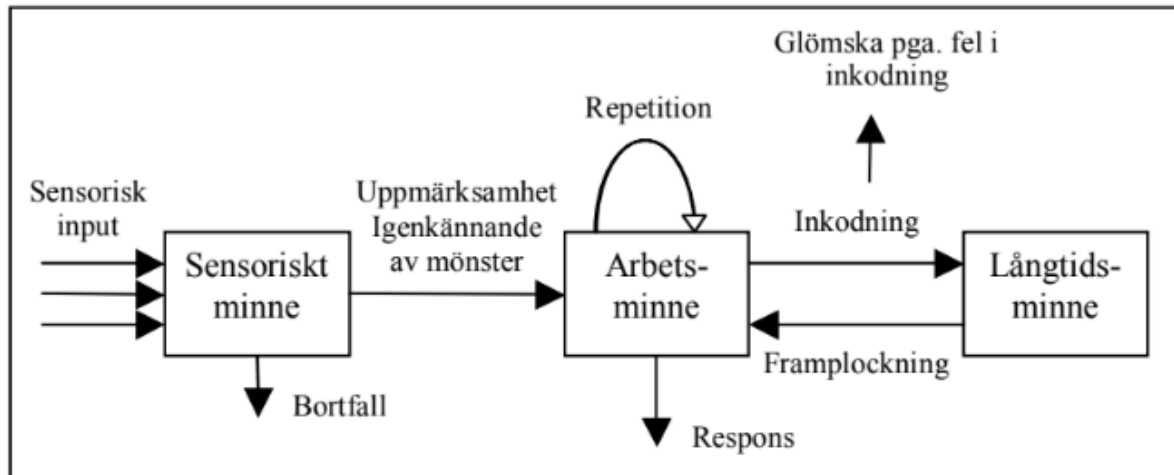 Glömska pga. fel i
inkodning
Repetition
Sensorisk
input
Uppmärksamhet
Igenkännande
av mönster
Inkodning
Sensoriskt
minne
Arbets-
minne
Långtids-
minne
Framplockning
Bortfall
Respons